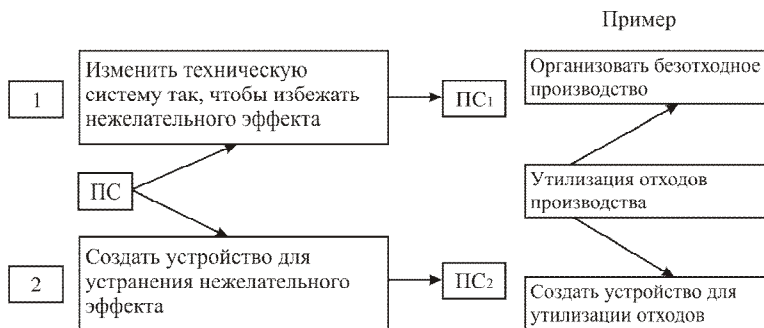 Пример
1
Изменить техническую
систему так, чтобы избежать
нежелательного эффекта
ПС₁
Организовать безотходное
производство
ПС
Утилизация отходов
производства
2
Создать устройство для
устранения нежелательного
эффекта
ПС₂
Создать устройство для
утилизации отходов